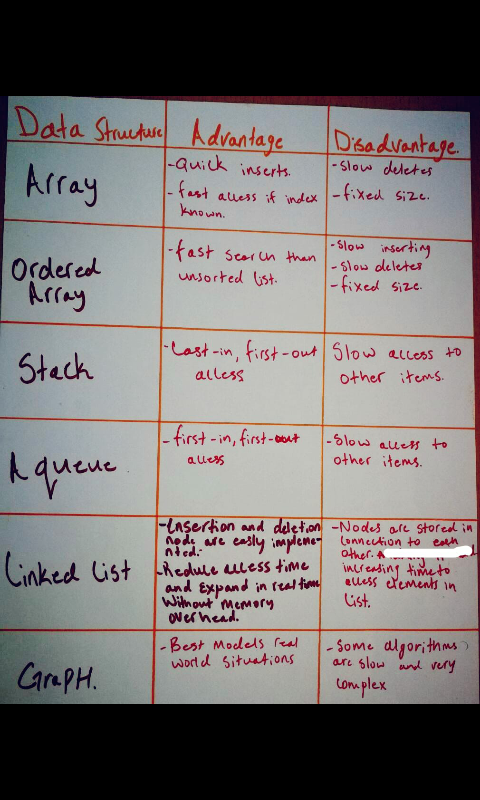 Data Structure
Advantage
Disadvantage.
Array
-Quick inserts.
-fast access if index
known.
-slow deletes
-fixed size.
Ordered
Array
-fast search than
unsorted list.
-slow inserting
-slow deletes
-fixed size.
Stack
-Last-in, first-out
access
Slow access to
other items.
A queue
-first-in, first-out
access
-Slow access to
other items.
Linked List
-Insertion and deletion
node are easily impleme-
nted.
-Reduce access time
and Expand in real time
without memory
overhead.
-Nodes are stored in
connection to each
other.
increasing time to
access elements in
list.
GrapH.
-Best models real
world situations
-Some algorithms
are slow and very
complex